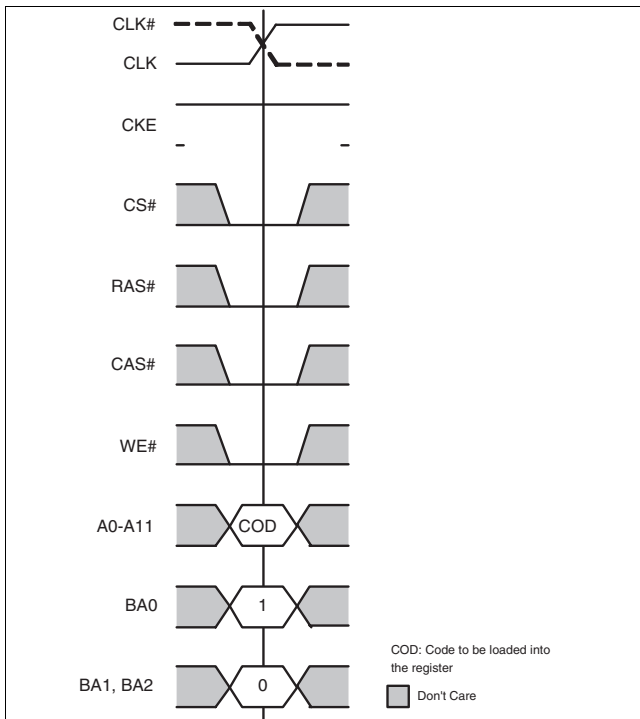 CLK#
CLK
CKE
CS#
RAS#
CAS#
WE#
A0-A11
COD
BA0
1
BA1, BA2
0
COD: Code to be loaded into
the register
Don't Care